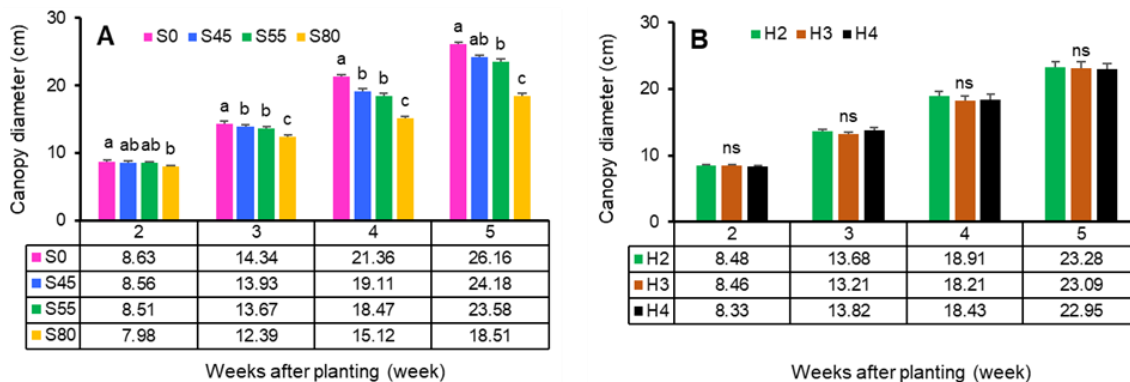 A
S0 S45 S55 S80
Canopy diameter (cm)
30
20
10
0
a ab ab b
a b b c
a b b c
a ab b c
2 3 4 5
S0 8.63 14.34 21.36 26.16
S45 8.56 13.93 19.11 24.18
S55 8.51 13.67 18.47 23.58
S80 7.98 12.39 15.12 18.51
Weeks after planting (week)
B
H2 H3 H4
Canopy diameter (cm)
30
20
10
0
ns ns ns ns
2 3 4 5
H2 8.48 13.68 18.91 23.28
H3 8.46 13.21 18.21 23.09
H4 8.33 13.82 18.43 22.95
Weeks after planting (week)